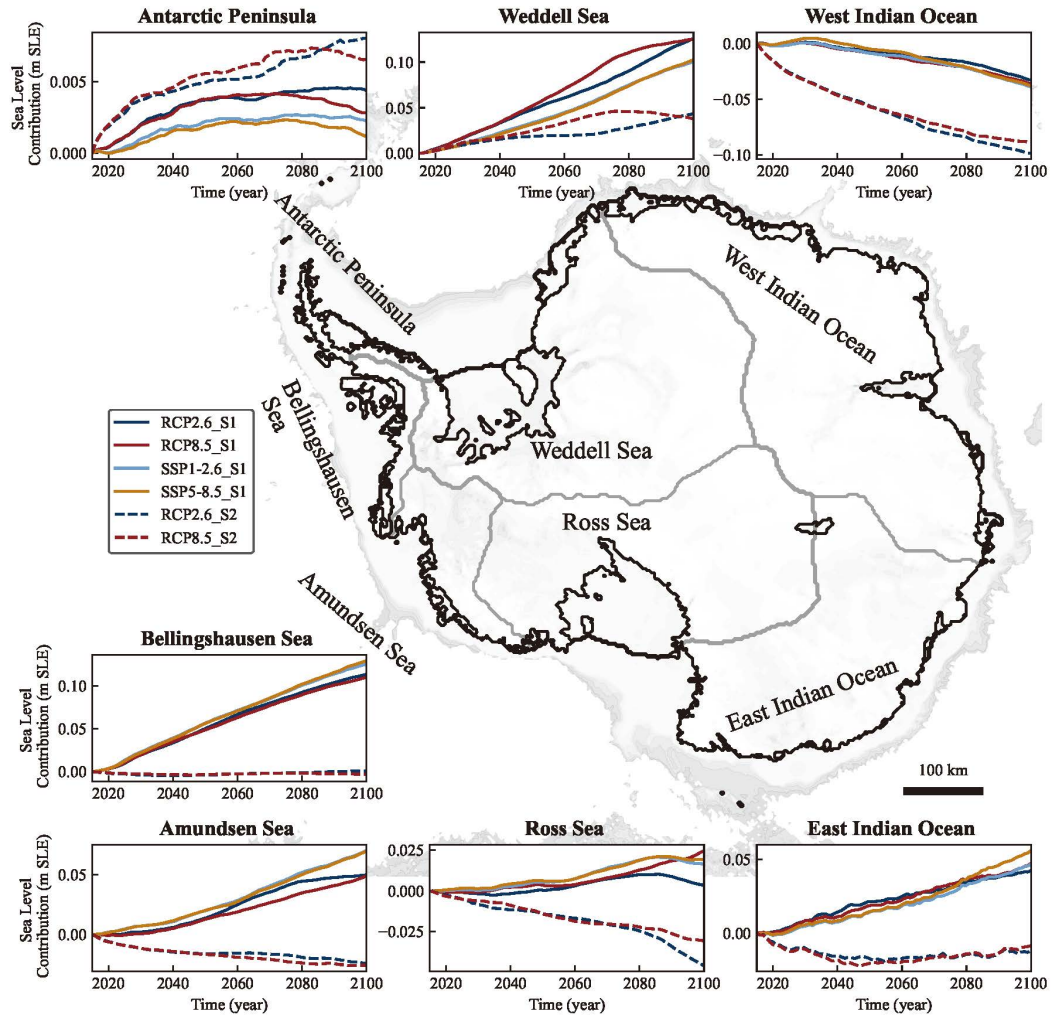 Antarctic Peninsula
Weddell Sea
West Indian Ocean
Sea Level
Contribution (m SLE)
0.005
0.000
2020 2040 2060 2080 2100
Time (year)
0.10
0.05
0.00
2020 2040 2060 2080 2100
Time (year)
0.00
−0.05
−0.10
2020 2040 2060 2080 2100
Time (year)
Antarctic Peninsula
West Indian Ocean
Bellingshausen
Sea
Weddell Sea
Ross Sea
Amundsen Sea
East Indian Ocean
RCP2.6_S1
RCP8.5_S1
SSP1-2.6_S1
SSP5-8.5_S1
RCP2.6_S2
RCP8.5_S2
100 km
Bellingshausen Sea
Sea Level
Contribution (m SLE)
0.10
0.05
0.00
2020 2040 2060 2080 2100
Time (year)
Amundsen Sea
Ross Sea
East Indian Ocean
Sea Level
Contribution (m SLE)
0.05
0.00
2020 2040 2060 2080 2100
Time (year)
0.025
0.000
−0.025
2020 2040 2060 2080 2100
Time (year)
0.05
0.00
2020 2040 2060 2080 2100
Time (year)